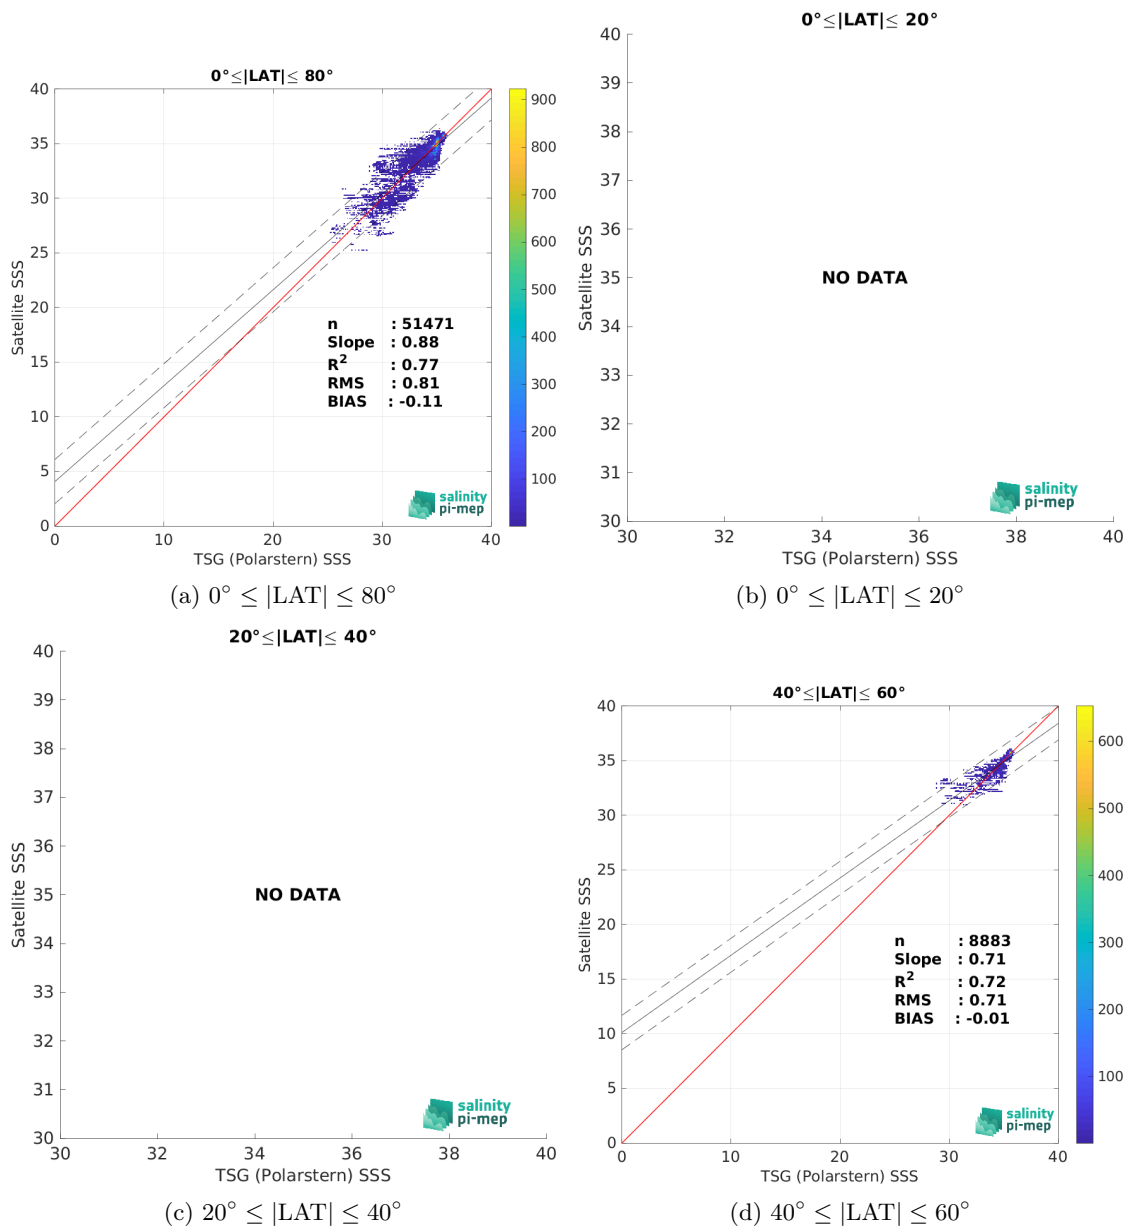 0°≤|LAT|≤ 80°
Satellite SSS
40
35
30
25
20
15
10
5
0
0
10
20
30
40
TSG (Polarstern) SSS
n : 51471
Slope : 0.88
R² : 0.77
RMS : 0.81
BIAS : -0.11
salinity
pi-mep
900
800
700
600
500
400
300
200
100
(a) 0° ≤ |LAT| ≤ 80°
0°≤|LAT|≤ 20°
Satellite SSS
40
39
38
37
36
35
34
33
32
31
30
NO DATA
salinity
pi-mep
30
32
34
36
38
40
TSG (Polarstern) SSS
(b) 0° ≤ |LAT| ≤ 20°
20°≤|LAT|≤ 40°
Satellite SSS
40
39
38
37
36
35
34
33
32
31
30
NO DATA
salinity
pi-mep
30
32
34
36
38
40
TSG (Polarstern) SSS
(c) 20° ≤ |LAT| ≤ 40°
40°≤|LAT|≤ 60°
Satellite SSS
40
35
30
25
20
15
10
5
0
n : 8883
Slope : 0.71
R² : 0.72
RMS : 0.71
BIAS : -0.01
salinity
pi-mep
0
10
20
30
40
TSG (Polarstern) SSS
600
500
400
300
200
100
(d) 40° ≤ |LAT| ≤ 60°